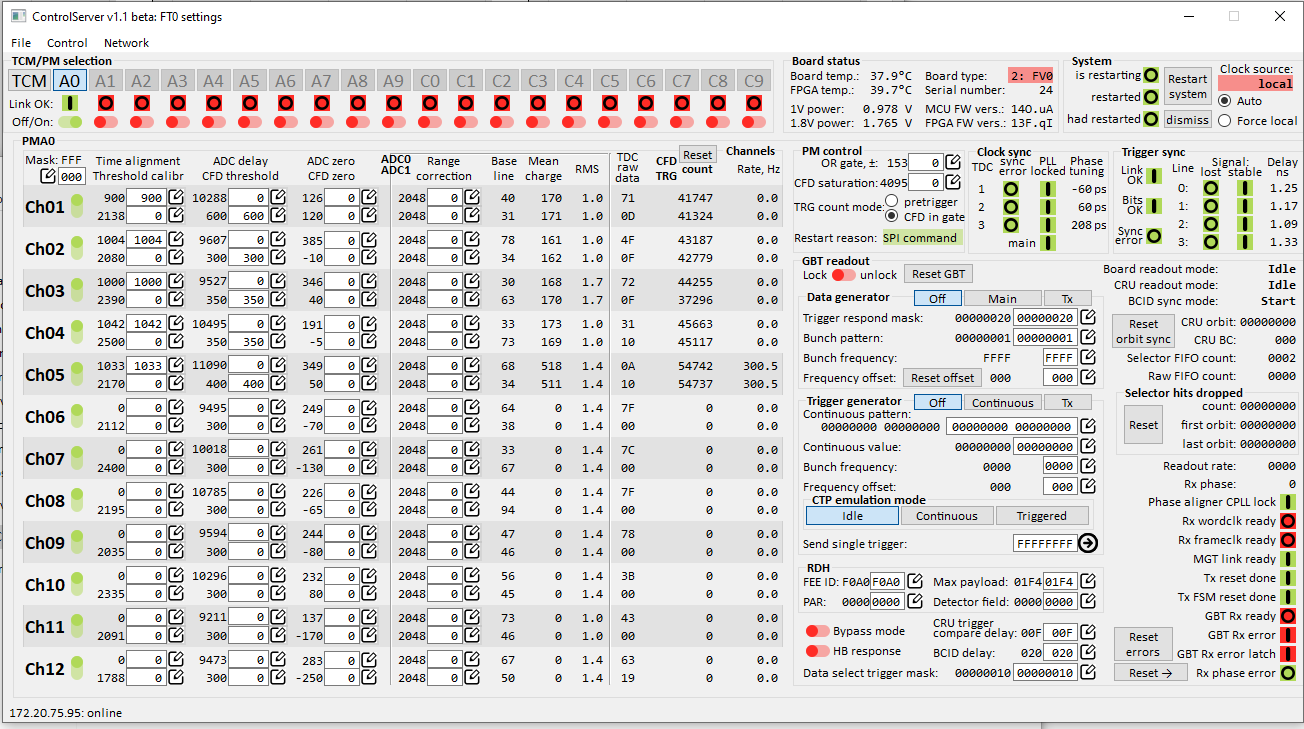 ControlServer v1.1 beta: FT0 settings
File Control Network
TCM/PM selection
TCM A0 A1 A2 A3 A4 A5 A6 A7 A8 A9 C0 C1 C2 C3 C4 C5 C6 C7 C8 C9
Link OK:
Off/On:
Board status
Board temp.: 37.9°C Board type: 2: FV0
FPGA temp.: 39.7°C Serial number: 24
1V power: 0.978 V MCU FW vers.: 140.uA
1.8V power: 1.765 V FPGA FW vers.: 13F.qI
System
is restarting
restarted
had restarted
Restart system
dismiss
Clock source:
local
Auto
Force local
PMA0
Mask: FFF
000
Time alignment
Threshold calibr
ADC delay
CFD threshold
ADC zero
CFD zero
ADC0
ADC1
Range
correction
Base
line
Mean
charge
RMS
TDC
raw
data
CFD
TRG
Reset
count
Channels
Rate, Hz
Ch01
900 900 10288 0 126 0 2048 0 40 170 1.0 71 41747 0.0
2138 0 600 600 120 0 2048 0 31 171 1.0 0D 41324 0.0
Ch02
1004 1004 9607 0 385 0 2048 0 78 161 1.0 4F 43187 0.0
2080 0 300 300 -10 0 2048 0 34 162 1.0 0F 42779 0.0
Ch03
1000 1000 9527 0 346 0 2048 0 30 168 1.7 72 44255 0.0
2390 0 350 350 40 0 2048 0 63 170 1.7 0F 37296 0.0
Ch04
1042 1042 10495 0 191 0 2048 0 33 173 1.0 31 45663 0.0
2500 0 350 350 -5 0 2048 0 73 169 1.0 10 45117 0.0
Ch05
1033 1033 11090 0 349 0 2048 0 68 518 1.4 0A 54742 300.5
2170 0 400 400 50 0 2048 0 34 511 1.4 10 54737 300.5
Ch06
0 0 9495 0 249 0 2048 0 64 0 1.4 7F 0 0.0
2112 0 300 0 -70 0 2048 0 38 0 1.4 00 0 0.0
Ch07
0 0 10018 0 261 0 2048 0 33 0 1.4 7C 0 0.0
2400 0 300 0 -130 0 2048 0 67 0 1.4 00 0 0.0
Ch08
0 0 10785 0 226 0 2048 0 44 0 1.4 7F 0 0.0
2195 0 300 0 -65 0 2048 0 94 0 1.4 00 0 0.0
Ch09
0 0 9594 0 244 0 2048 0 47 0 1.4 78 0 0.0
2035 0 300 0 -80 0 2048 0 46 0 1.4 00 0 0.0
Ch10
0 0 10296 0 232 0 2048 0 56 0 1.4 3B 0 0.0
2335 0 300 0 80 0 2048 0 45 0 1.4 00 0 0.0
Ch11
0 0 9211 0 137 0 2048 0 73 0 1.0 43 0 0.0
2091 0 300 0 -170 0 2048 0 46 0 1.4 00 0 0.0
Ch12
0 0 9473 0 283 0 2048 0 67 0 1.4 63 0 0.0
1788 0 300 0 -250 0 2048 0 50 0 1.4 19 0 0.0
PM control
OR gate, ±: 153 0
CFD saturation: 4095 0
TRG count mode: pretrigger
CFD in gate
Restart reason: SPI command
Clock sync
TDC sync error PLL locked Phase tuning
1 -60 ps
2 60 ps
3 208 ps
main
Trigger sync
Link OK
Bits OK
Sync error
Line Signal: lost stable Delay ns
0: 1.25
1: 1.17
2: 1.09
3: 1.33
GBT readout
Lock unlock Reset GBT
Data generator Off Main Tx
Trigger respond mask: 00000020 00000020
Bunch pattern: 00000001 00000001
Bunch frequency: FFFF FFFF
Frequency offset: Reset offset 000 000
Trigger generator Off Continuous Tx
Continuous pattern:
00000000 00000000 00000000 00000000
Continuous value: 00000000 00000000
Bunch frequency: 0000 0000
Frequency offset: 000 000
CTP emulation mode
Idle Continuous Triggered
Send single trigger: FFFFFFFF
RDH
FEE ID: F0A0 F0A0 Max payload: 01F4 01F4
PAR: 0000 0000 Detector field: 0000 0000
Bypass mode
HB response
CRU trigger
compare delay: 00F 00F
BCID delay: 020 020
Data select trigger mask: 00000010 00000010
Board readout mode: Idle
CRU readout mode: Idle
BCID sync mode: Start
Reset orbit sync
CRU orbit: 00000000
CRU BC: 000
Selector FIFO count: 0002
Raw FIFO count: 0000
Selector hits dropped
Reset
count: 00000000
first orbit: 00000000
last orbit: 00000000
Readout rate: 0000
Rx phase: 0
Phase aligner CPLL lock
Rx wordclk ready
Rx frameclk ready
MGT link ready
Tx reset done
Tx FSM reset done
GBT Rx ready
Reset errors
GBT Rx error
GBT Rx error latch
Reset → Rx phase error
172.20.75.95: online